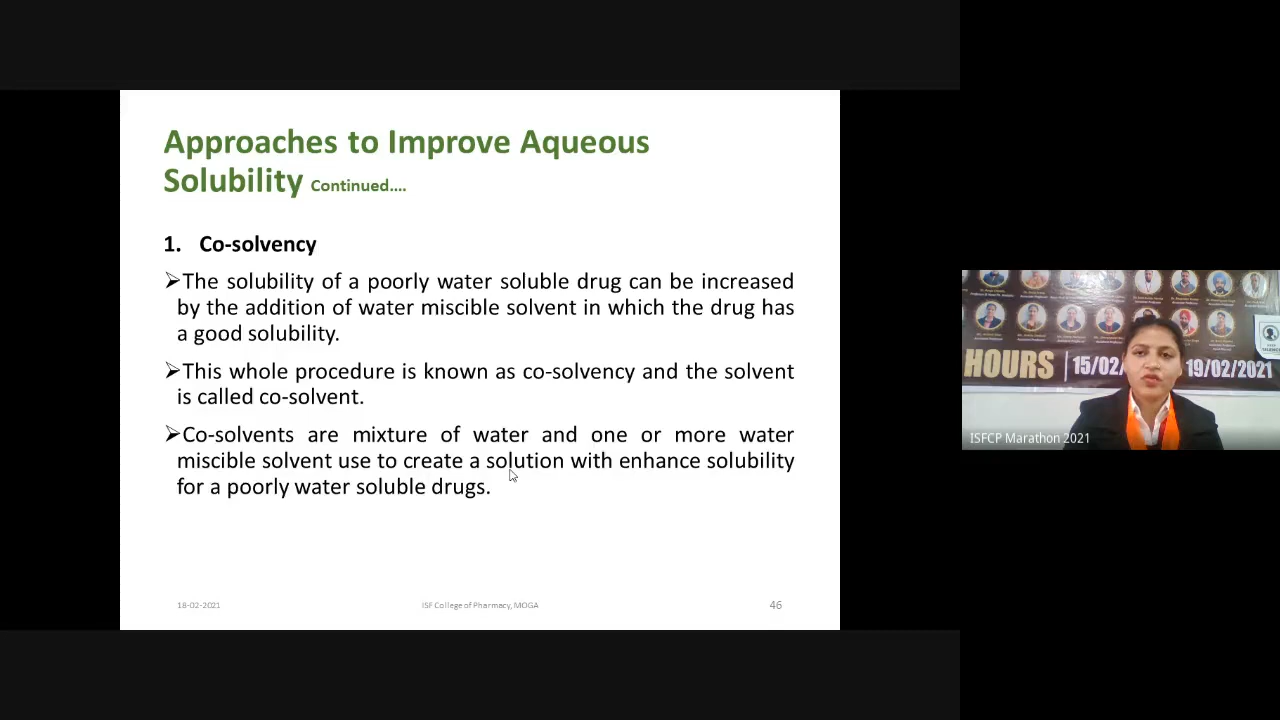 Approaches to Improve Aqueous
Solubility Continued....
1. Co-solvency
➢The solubility of a poorly water soluble drug can be increased
by the addition of water miscible solvent in which the drug has
a good solubility.
➢This whole procedure is known as co-solvency and the solvent
is called co-solvent.
➢Co-solvents are mixture of water and one or more water
miscible solvent use to create a solution with enhance solubility
for a poorly water soluble drugs.
18-02-2021
ISF College of Pharmacy, MOGA
46
HOURS
15/02/
19/02/2021
ISFCP Marathon 2021